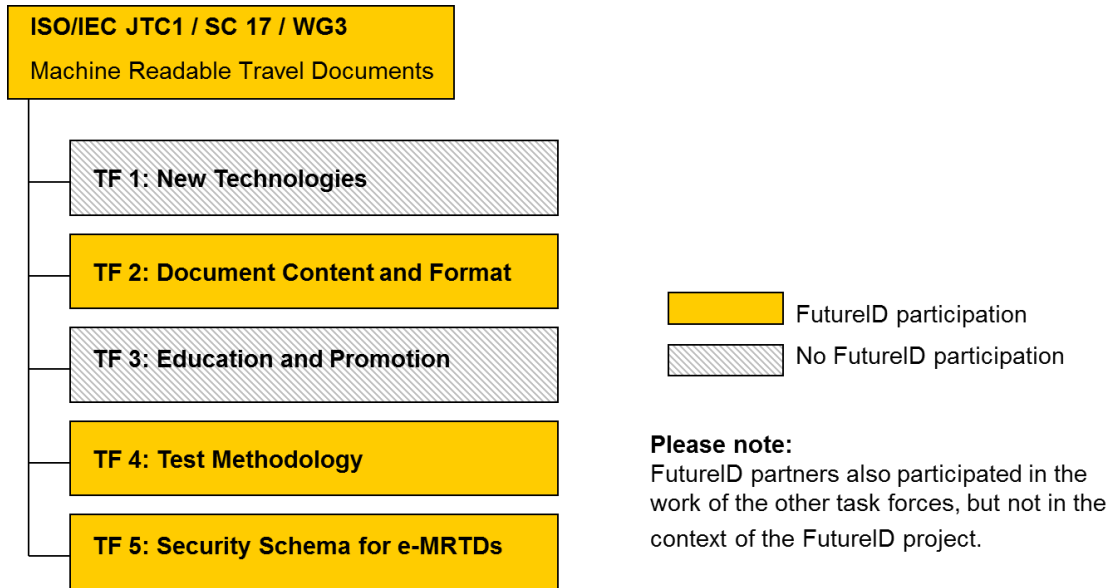 ISO/IEC JTC1 / SC 17 / WG3
Machine Readable Travel Documents
TF 1: New Technologies
TF 2: Document Content and Format
TF 3: Education and Promotion
TF 4: Test Methodology
TF 5: Security Schema for e-MRTDs
FutureID participation
No FutureID participation
Please note:
FutureID partners also participated in the
work of the other task forces, but not in the
context of the FutureID project.